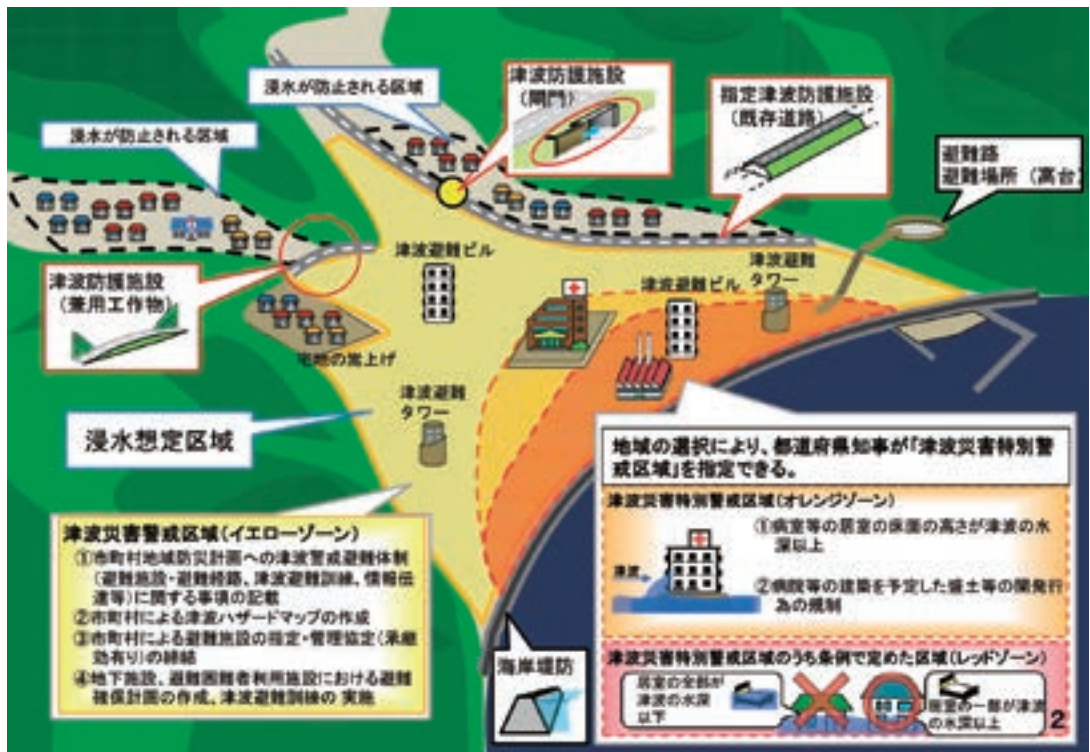 浸水が防止される区域
津波防護施設
(閘門)
指定津波防護施設
(既存道路)
浸水が防止される区域
避難路
避難場所(高台)
津波防護施設
(兼用工作物)
津波避難ビル
津波避難ビル
津波避難
タワー
宅地の嵩上げ
津波避難
タワー
浸水想定区域
津波災害警戒区域(イエローゾーン)
①市町村地域防災計画への津波警戒避難体制
(避難施設・避難経路、津波避難訓練、情報伝
達等)に関する事項の記載
②市町村による津波ハザードマップの作成
③市町村による避難施設の指定・管理協定(承継
効有り)の締結
④地下施設、避難困難者利用施設における避難
確保計画の作成、津波避難訓練の実施
海岸堤防
地域の選択により、都道府県知事が「津波災害特別警
戒区域」を指定できる。
津波災害特別警戒区域(オレンジゾーン)
①病室等の居室の床面の高さが津波の水
深以上
津波
②病院等の建築を予定した盛土等の開発行
為の規制
津波災害特別警戒区域のうち条例で定めた区域(レッドゾーン)
居室の全部が
津波の水深
以下
居室の一部が津波
の水深以上
2